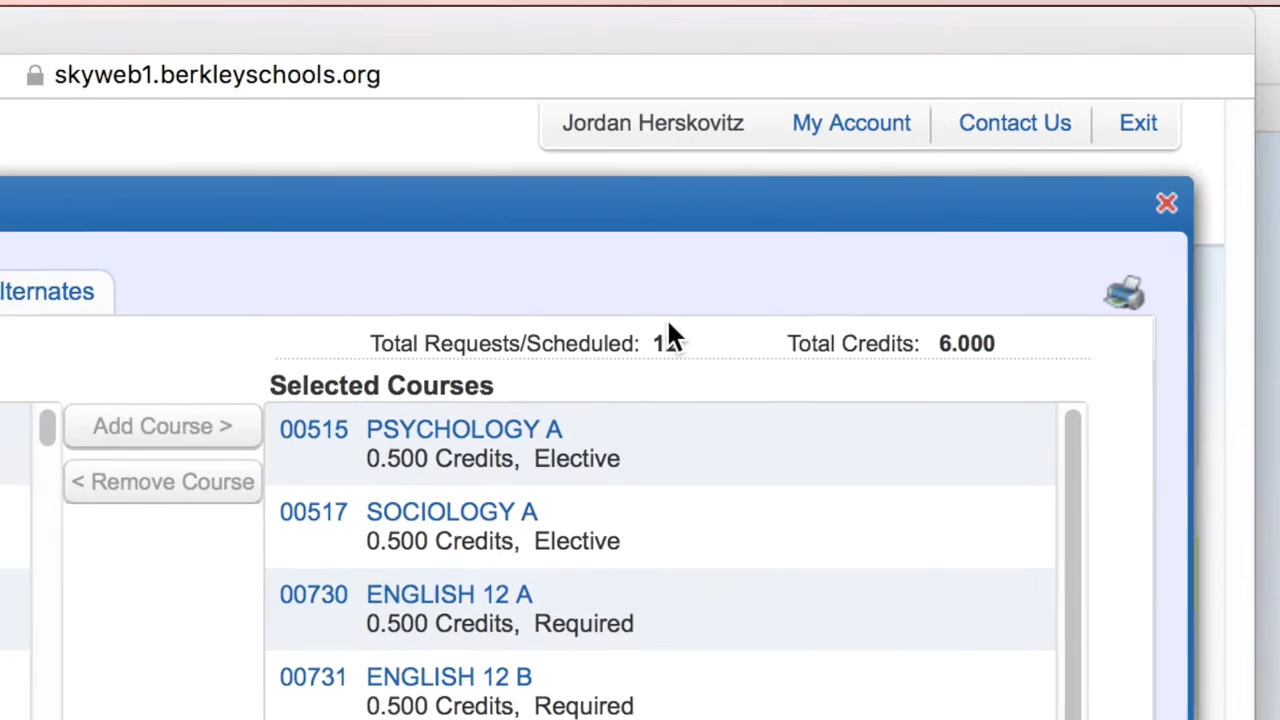 skyweb1.berkleyschools.org
Jordan Herskovitz My Account Contact Us Exit
lternates
Total Requests/Scheduled: Total Credits: 6.000
Selected Courses
Add Course >
< Remove Course
00515 PSYCHOLOGY A
0.500 Credits, Elective
00517 SOCIOLOGY A
0.500 Credits, Elective
00730 ENGLISH 12 A
0.500 Credits, Required
00731 ENGLISH 12 B
0.500 Credits, Required